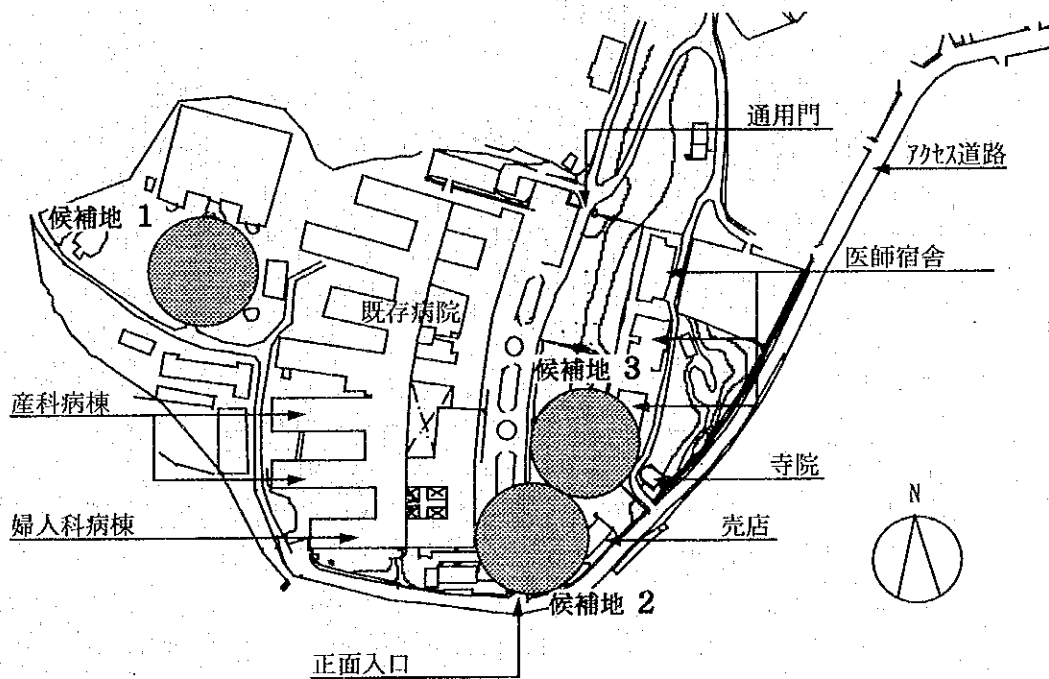 通用門
アクセス道路
候補地 1
医師宿舎
既存病院
候補地 3
産科病棟
寺院
N
婦人科病棟
売店
候補地 2
正面入口